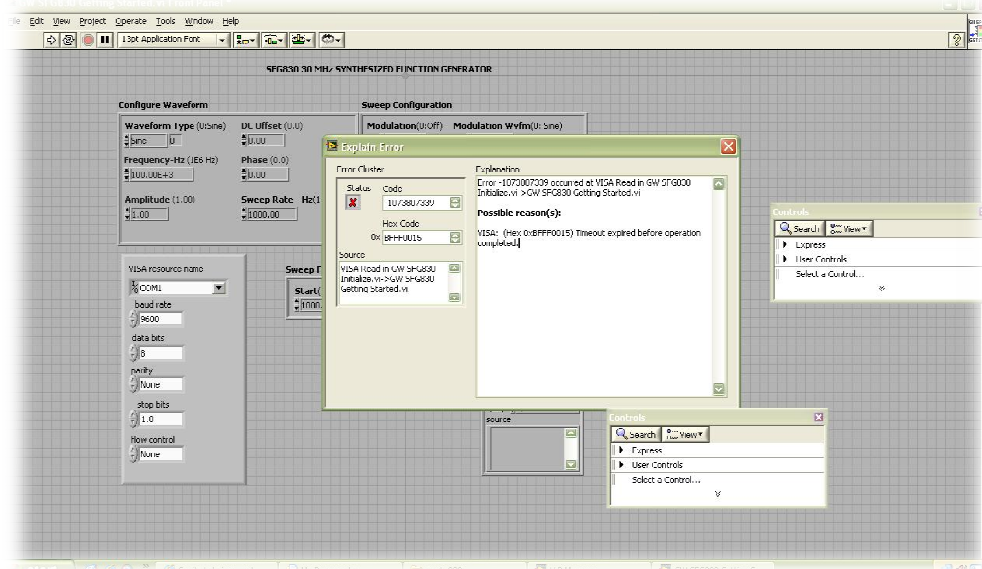 Edit View Project Operate Tools Window Help
13pt Application Font
SFG830 30 MHz SYNTHESIZED FUNCTION GENERATOR
Configure Waveform
Sweep Configuration
Waveform Type (0:Sine)
DC Offset (0.0)
Modulation(0:Off)
Modulation Wvfm(0: Sine)
Sine 0
0.00
Frequency-Hz (1E6 Hz)
Phase (0.0)
100.00E+3
0.00
Amplitude (1.00)
Sweep Rate Hz(1
1.00
1000.00
VISA resource name
COM1
baud rate
9600
data bits
8
parity
None
stop bits
1.0
flow control
None
Start(
1000.
Explain Error
Error Cluster
Status
Code
-1073807339
Hex Code
0x BFFF0015
Source
VISA Read in GW SFG830
Initialize.vi->GW SFG830
Getting Started.vi
Explanation
Error -1073807339 occurred at VISA Read in GW SFG830
Initialize.vi->GW SFG830 Getting Started.vi
Possible reason(s):
VISA: (Hex 0xBFFF0015) Timeout expired before operation
completed.
source
Controls
Search View
Express
User Controls
Select a Control...
Controls
Search View
Express
User Controls
Select a Control...